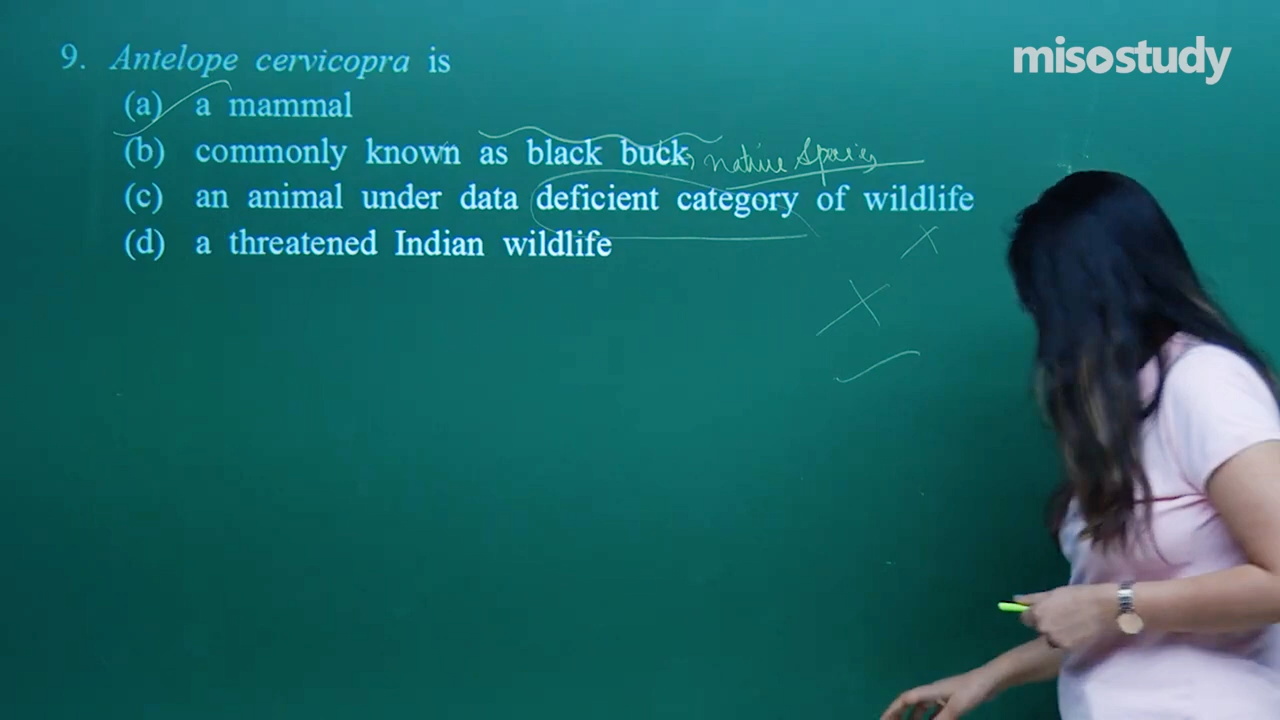 misostudy
9. Antelope cervicopra is
(a) a mammal
(b) commonly known as black buck, native Species
(c) an animal under data deficient category of wildlife
(d) a threatened Indian wildlife